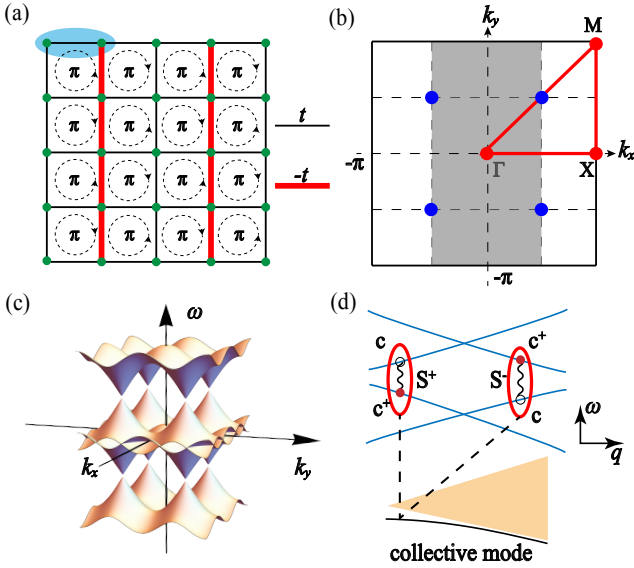 (a)
π π π π
π π π π
π π π π
π π π π
t
-t
(b)
k_y
M
-π
Γ
X
k_x
-π
(c)
ω
k_x
k_y
(d)
c
c⁺
S⁺
S⁻
c⁺
c
ω
q
collective mode